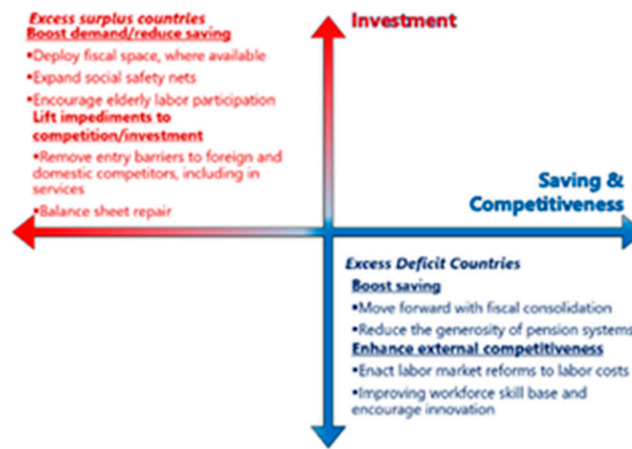 Excess surplus countries
Boost demand/reduce saving
▪Deploy fiscal space, where available
▪Expand social safety nets
▪Encourage elderly labor participation
Lift impediments to
competition/investment
▪Remove entry barriers to foreign and
domestic competitors, including in
services
▪Balance sheet repair
Investment
Saving &
Competitiveness
Excess Deficit Countries
Boost saving
▪Move forward with fiscal consolidation
▪Reduce the generosity of pension systems
Enhance external competitiveness
▪Enact labor market reforms to labor costs
▪Improving workforce skill base and
encourage innovation